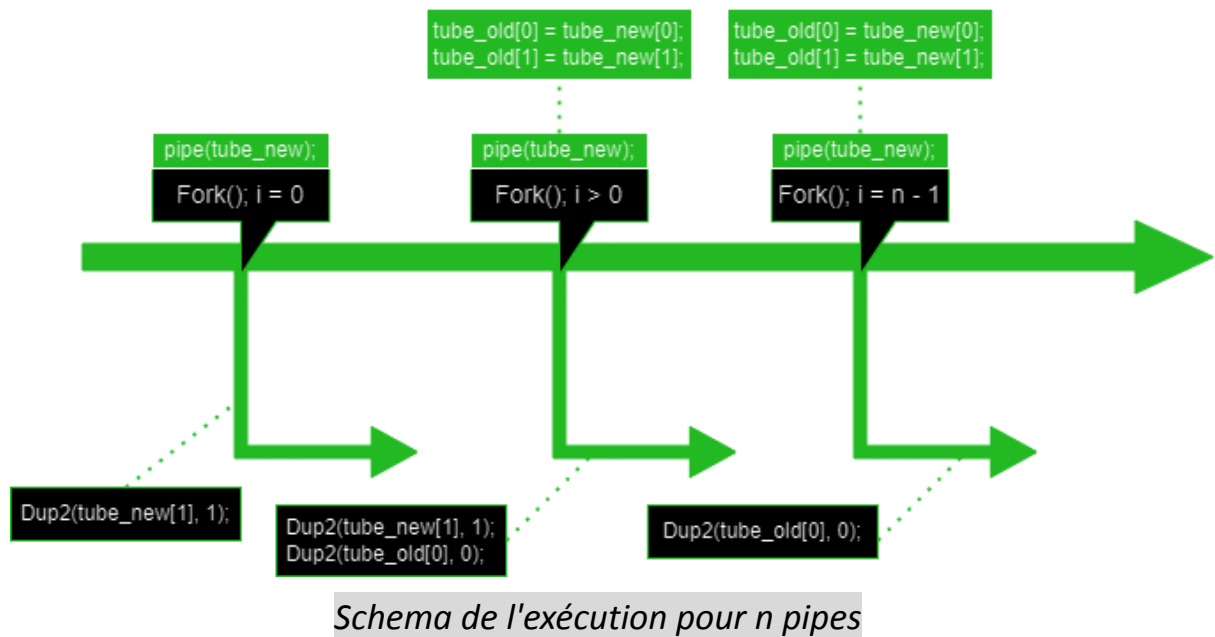 tube_old[0] = tube_new[0];
tube_old[1] = tube_new[1];
tube_old[0] = tube_new[0];
tube_old[1] = tube_new[1];
pipe(tube_new);
pipe(tube_new);
pipe(tube_new);
Fork(); i = 0
Fork(); i > 0
Fork(); i = n - 1
Dup2(tube_new[1], 1);
Dup2(tube_new[1], 1);
Dup2(tube_old[0], 0);
Dup2(tube_old[0], 0);
Schema de l'exécution pour n pipes